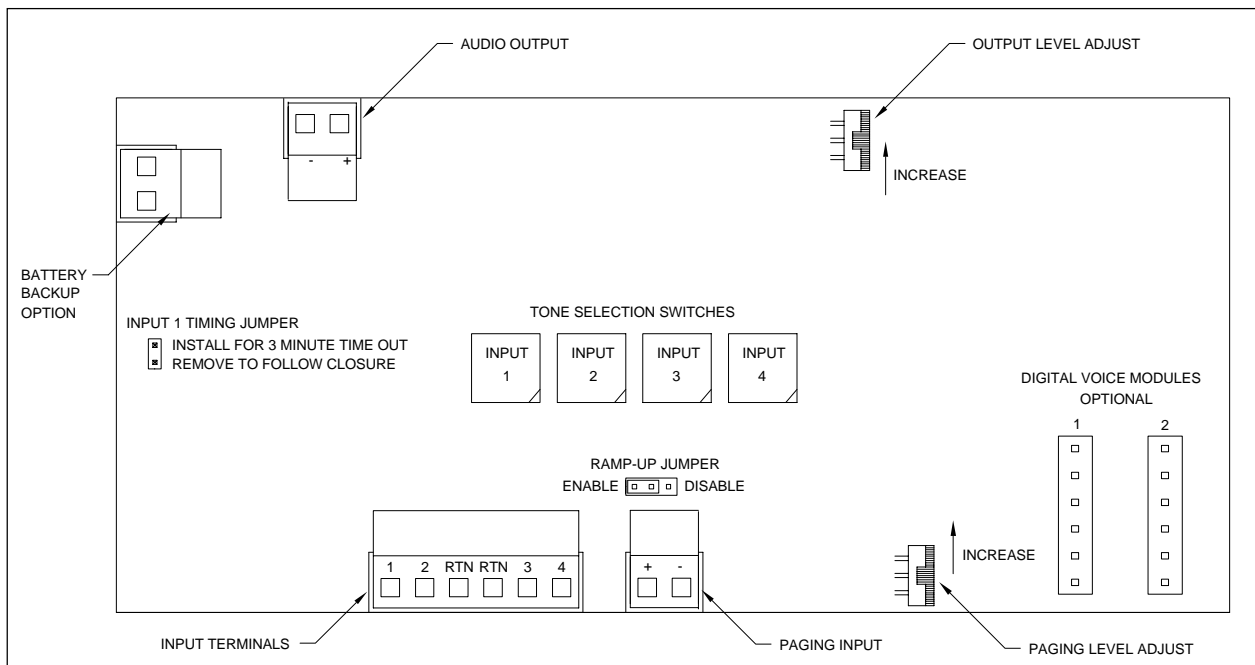 AUDIO OUTPUT
OUTPUT LEVEL ADJUST
- +
INCREASE
BATTERY
BACKUP
OPTION
INPUT 1 TIMING JUMPER
INSTALL FOR 3 MINUTE TIME OUT
REMOVE TO FOLLOW CLOSURE
TONE SELECTION SWITCHES
INPUT
1
INPUT
2
INPUT
3
INPUT
4
DIGITAL VOICE MODULES
OPTIONAL
1 2
RAMP-UP JUMPER
ENABLE DISABLE
1 2 RTN RTN 3 4
+ -
INCREASE
INPUT TERMINALS
PAGING INPUT
PAGING LEVEL ADJUST